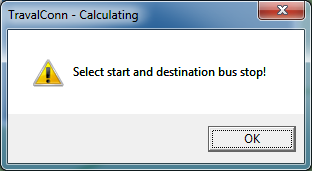 TravalConn - Calculating
Select start and destination bus stop!
OK